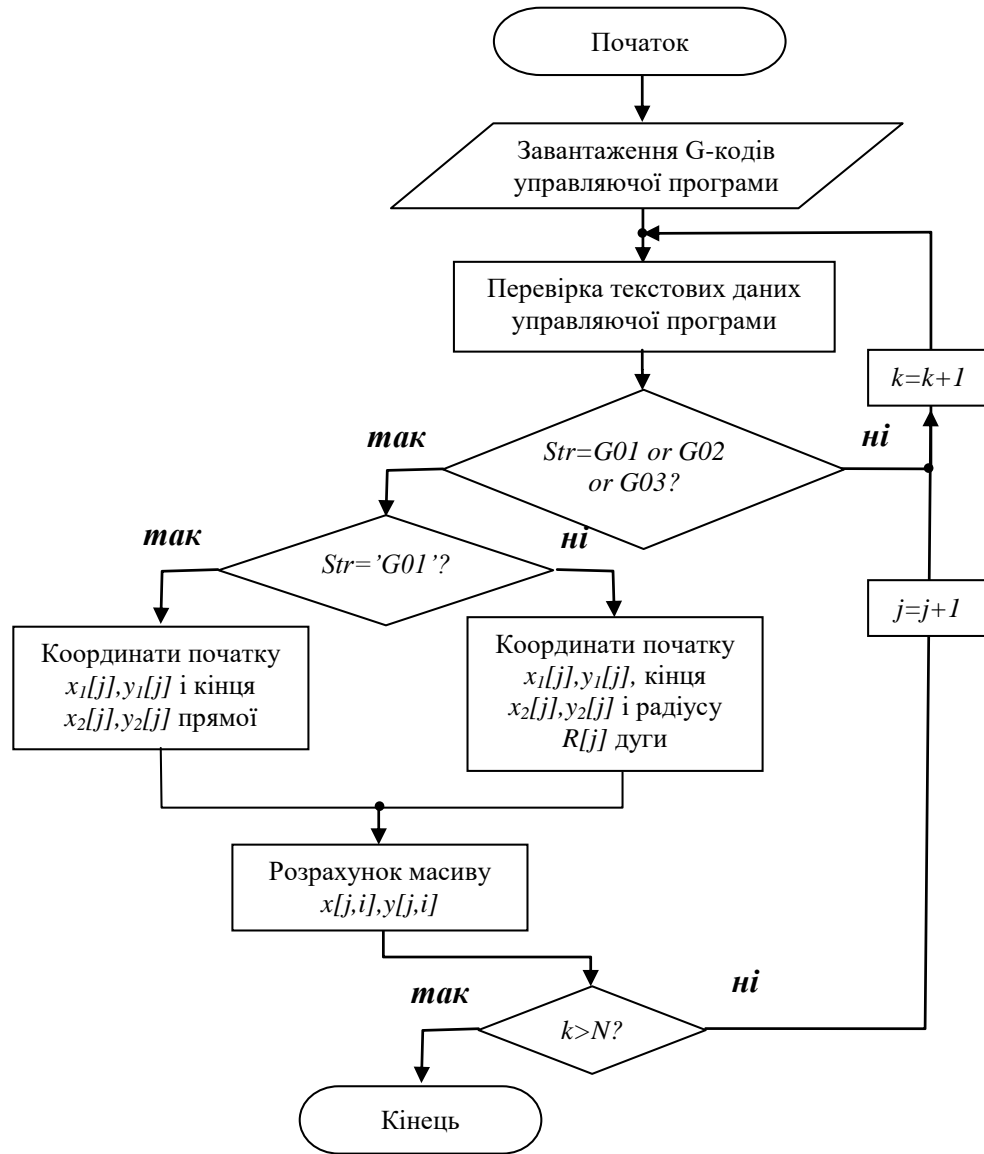 Початок
Завантаження G-кодів
управляючої програми
Перевірка текстових даних
управляючої програми
k=k+1
так
ні
Str=G01 or G02
or G03?
так
ні
Str=’G01’?
j=j+1
Координати початку
x1[j],y1[j] і кінця
x2[j],y2[j] прямої
Координати початку
x1[j],y1[j], кінця
x2[j],y2[j] і радіусу
R[j] дуги
Розрахунок масиву
x[j,i],y[j,i]
так
ні
k>N?
Кінець